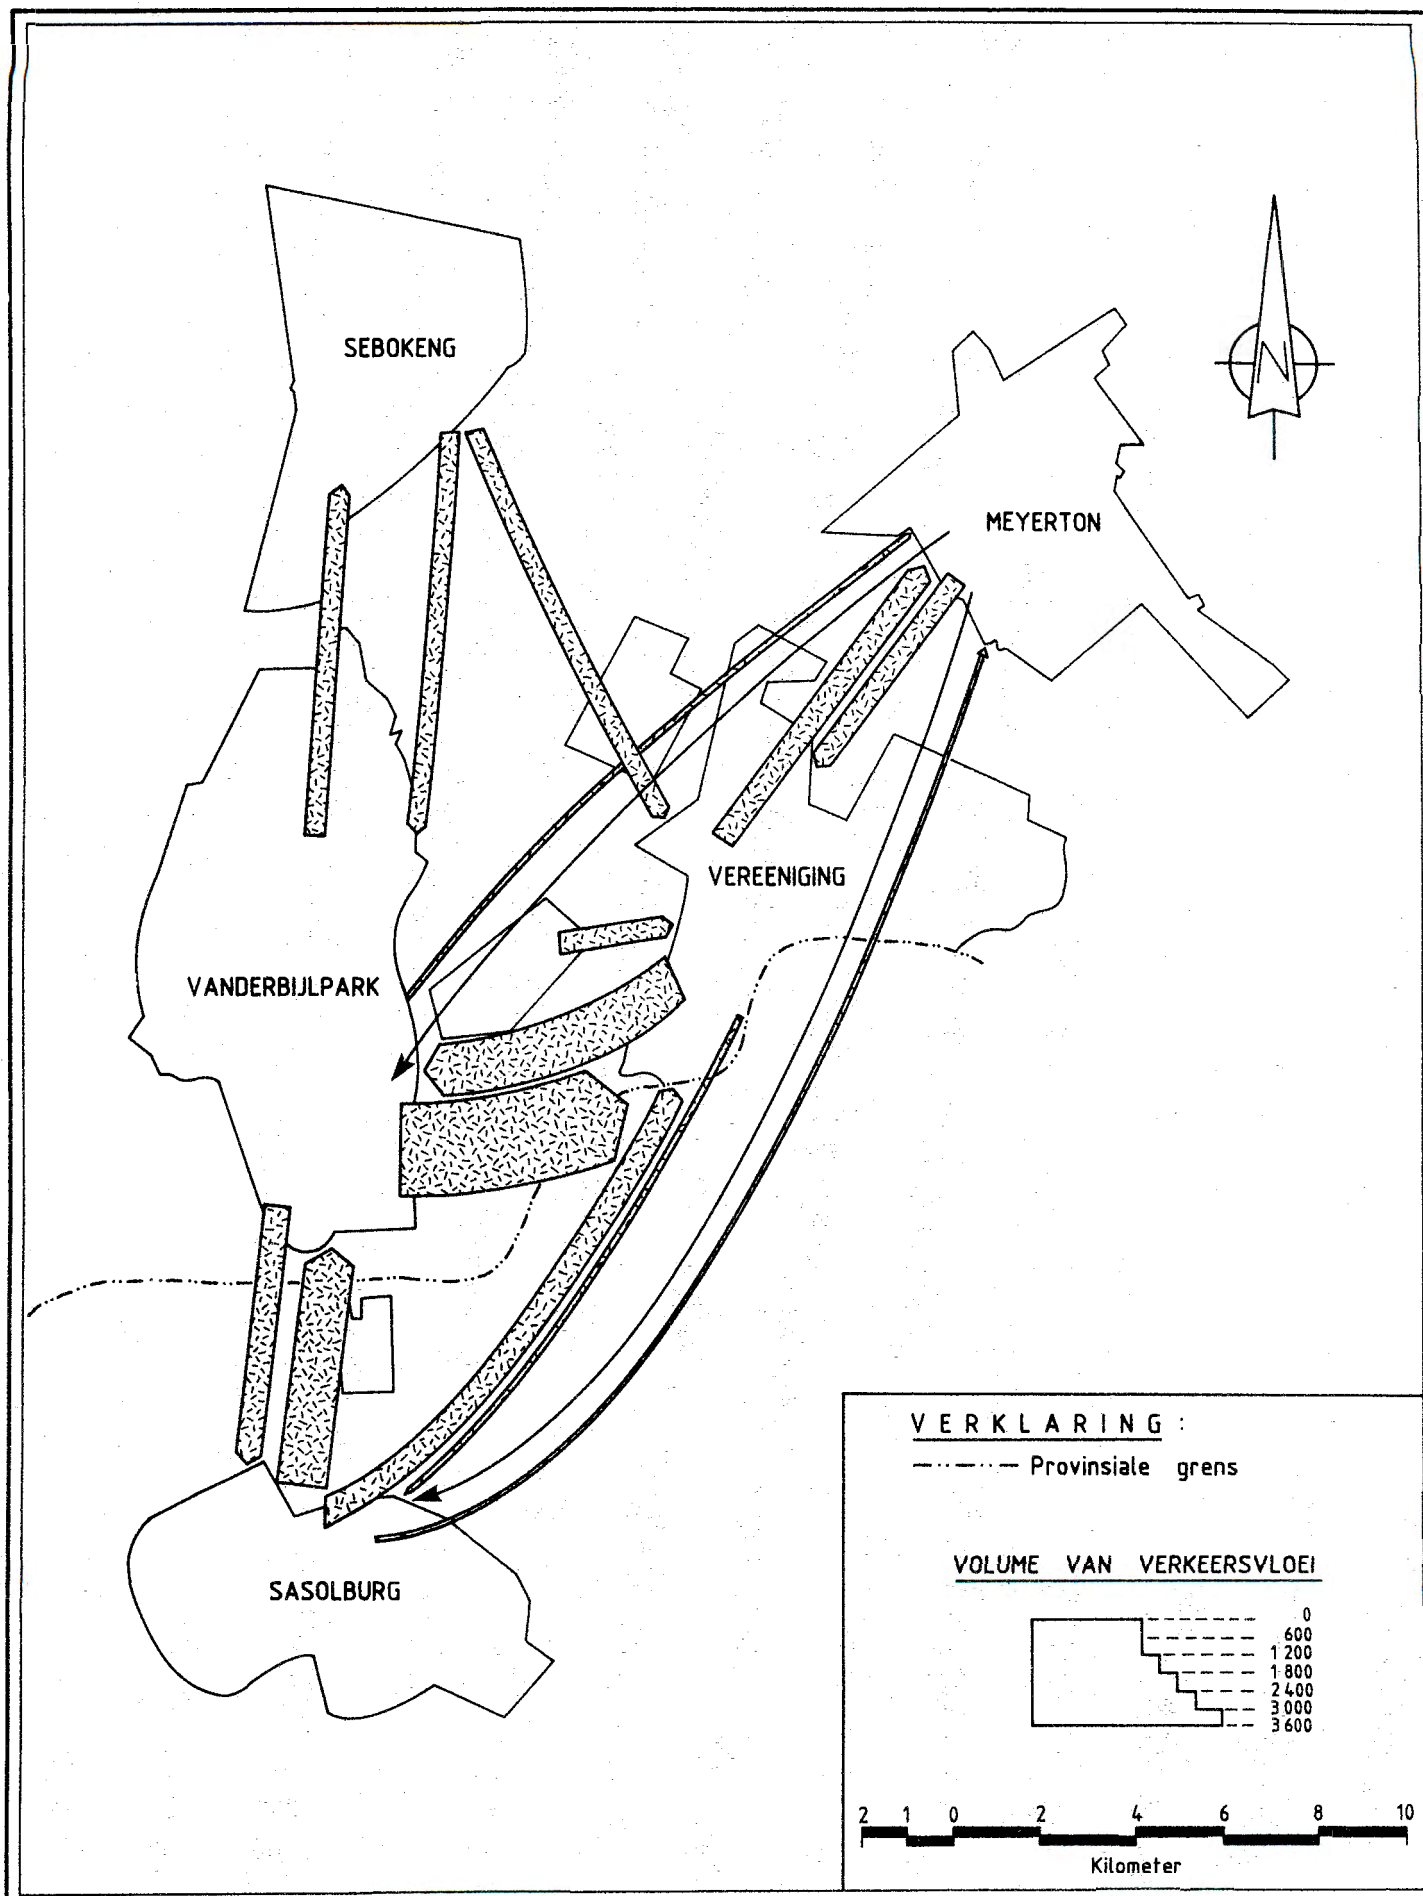 SEBOKENG
N
MEYERTON
VEREENIGING
VANDERBIJLPARK
SASOLBURG
VERKLARING :
Provinsiale grens
VOLUME VAN VERKEERSVLOEI
0
600
1 200
1 800
2 400
3 000
3 600
2 1 0 2 4 6 8 10
Kilometer